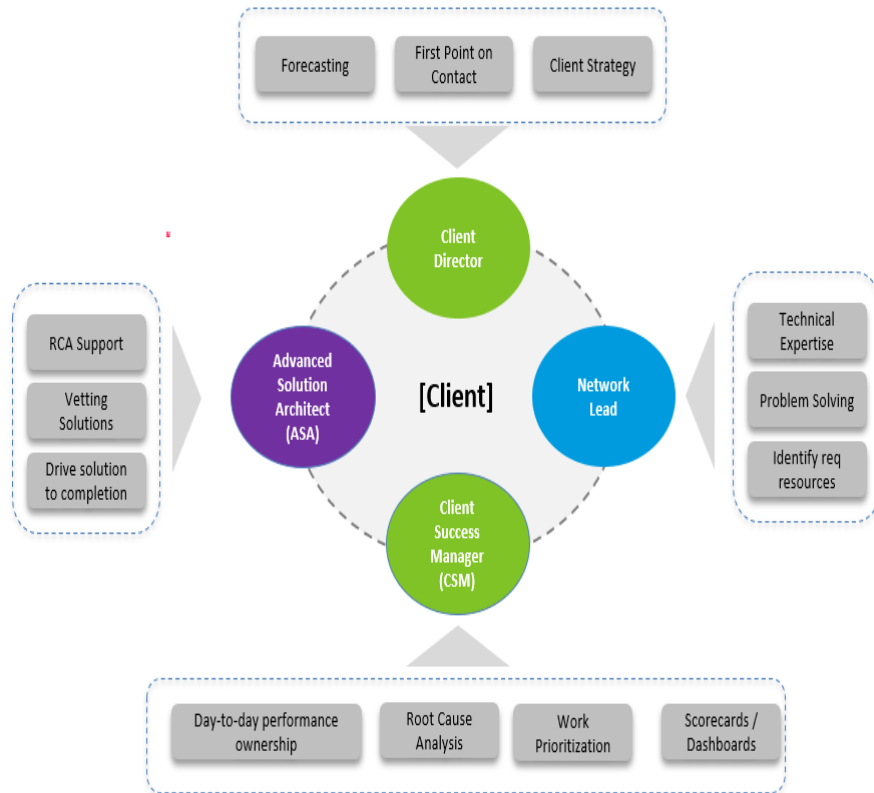 Forecasting
First Point on
Contact
Client Strategy
Client
Director
RCA Support
Vetting
Solutions
Drive solution
to completion
Advanced
Solution
Architect
(ASA)
[Client]
Network
Lead
Technical
Expertise
Problem Solving
Identify req
resources
Client
Success
Manager
(CSM)
Day-to-day performance
ownership
Root Cause
Analysis
Work
Prioritization
Scorecards /
Dashboards